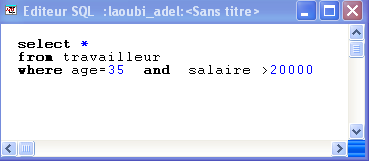 Editeur SQL :laoubi_adel:<Sans titre>
select *
from travailleur
where age=35 and salaire >20000